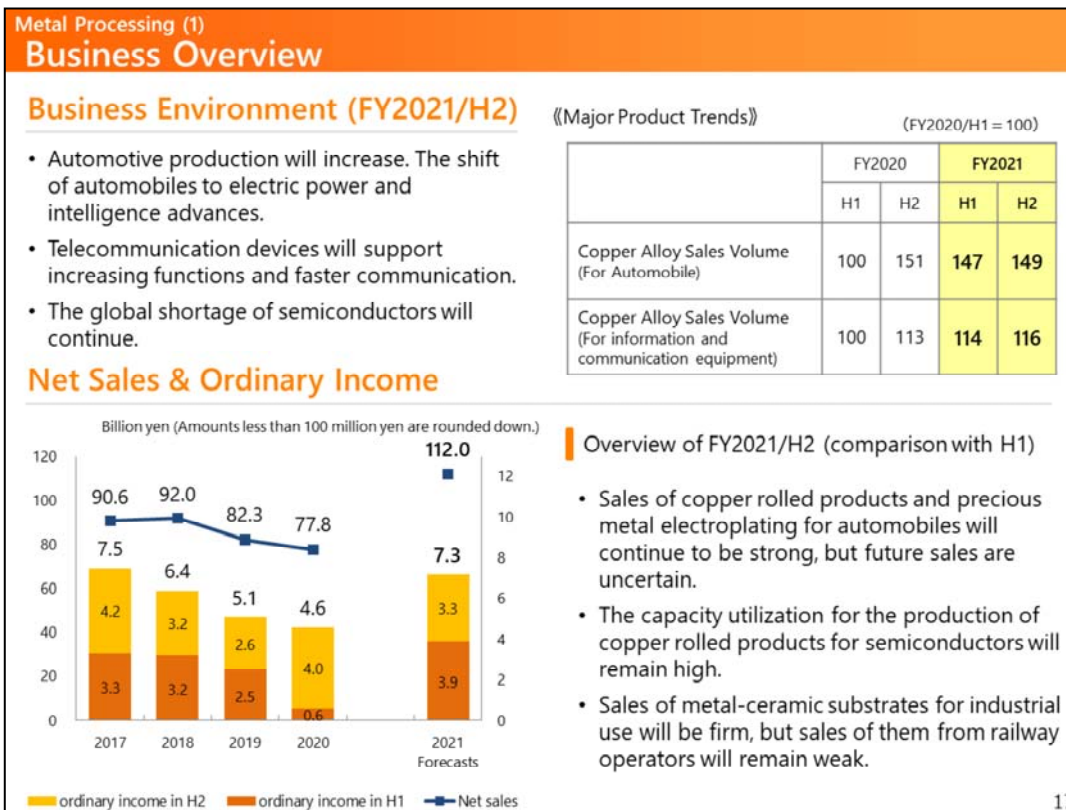 Metal Processing (1)
Business Overview
Business Environment (FY2021/H2)
• Automotive production will increase. The shift
of automobiles to electric power and
intelligence advances.
• Telecommunication devices will support
increasing functions and faster communication.
• The global shortage of semiconductors will
continue.
《Major Product Trends》
(FY2020/H1 = 100)
FY2020 FY2021
H1 H2 H1 H2
Copper Alloy Sales Volume
(For Automobile)
100 151 147 149
Copper Alloy Sales Volume
(For information and
communication equipment)
100 113 114 116
Net Sales & Ordinary Income
Billion yen (Amounts less than 100 million yen are rounded down.)
120
100
80
60
40
20
0
12
10
8
6
4
2
0
90.6 92.0 82.3 77.8 112.0
7.5 6.4 5.1 4.6 7.3
4.2 3.2 2.6 4.0 3.3
3.3 3.2 2.5 0.6 3.9
2017 2018 2019 2020 2021
Forecasts
ordinary income in H2 ordinary income in H1 Net sales
Overview of FY2021/H2 (comparison with H1)
• Sales of copper rolled products and precious
metal electroplating for automobiles will
continue to be strong, but future sales are
uncertain.
• The capacity utilization for the production of
copper rolled products for semiconductors will
remain high.
• Sales of metal-ceramic substrates for industrial
use will be firm, but sales of them from railway
operators will remain weak.